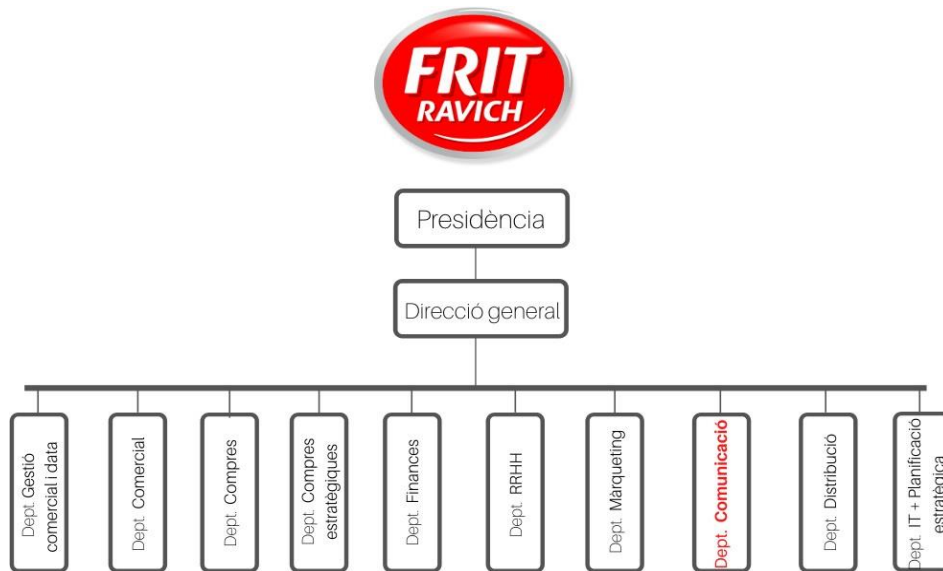 FRIT
RAVICH
Presidència
Direcció general
Dept. Gestió
comercial i data
Dept. Comercial
Dept. Compres
Dept. Compres
estratègiques
Dept. Finances
Dept. RRHH
Dept. Màrqueting
Dept. Comunicació
Dept. Distribució
Dept. IT + Planificació
estratègica